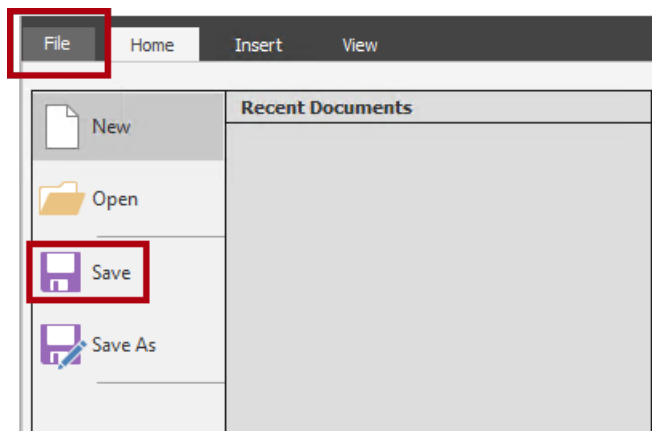 File Home Insert View
Recent Documents
New
Open
Save
Save As